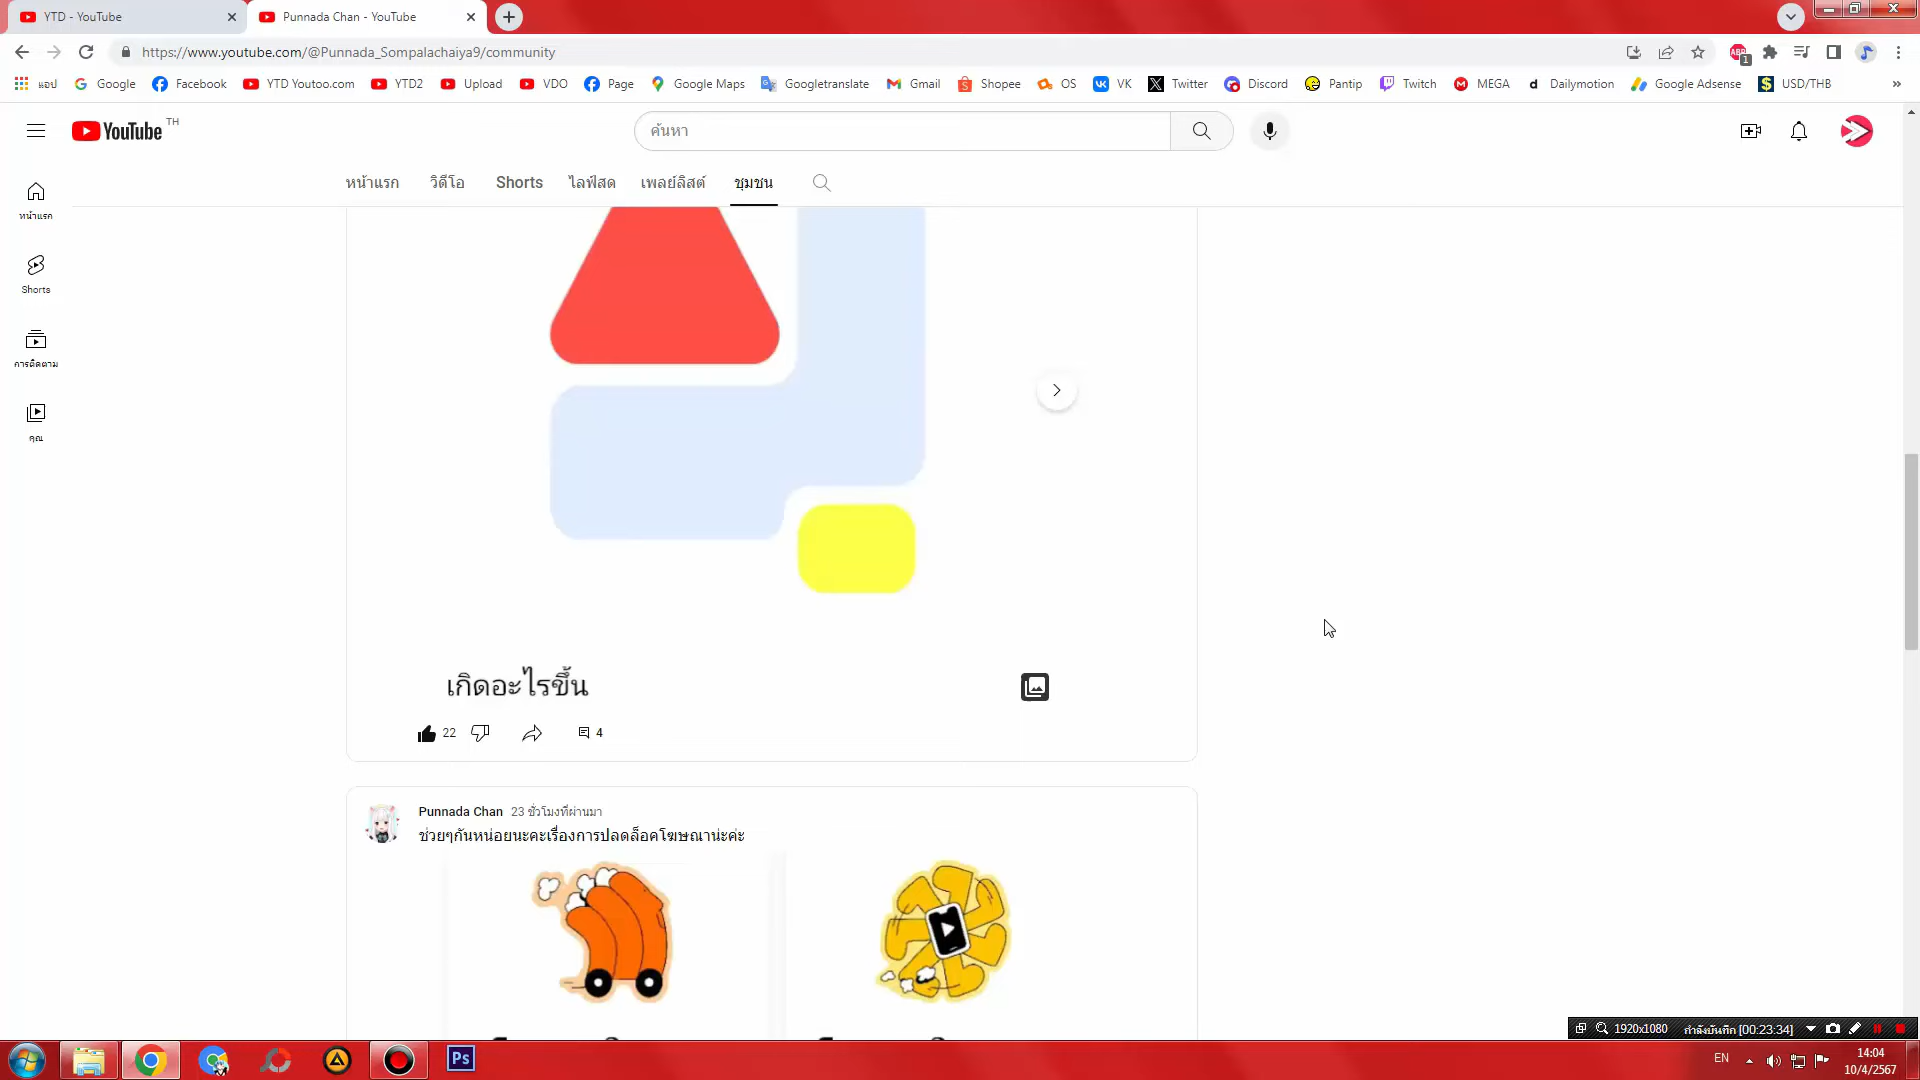 YTD - YouTube
Punnada Chan - YouTube
https://www.youtube.com/@Punnada_Sompalachaiya9/community
แอป Google Facebook YTD Youtoo.com YTD2 Upload VDO Page Google Maps Googletranslate Gmail Shopee OS VK Twitter Discord Pantip Twitch MEGA Dailymotion Google Adsense USD/THB »
YouTube TH
ค้นหา
หน้าแรก วิดีโอ Shorts ไลฟ์สด เพลย์ลิสต์ ชุมชน
หน้าแรก
Shorts
การติดตาม
คุณ
เกิดอะไรขึ้น
22 4
Punnada Chan 23 ชั่วโมงที่ผ่านมา
ช่วยๆกันหน่อยนะคะเรื่องการปลดล็อคโฆษณาน่ะค่ะ
1920x1080 กำลังบันทึก [00:23:34]
Ps
EN
14:04
10/4/2567